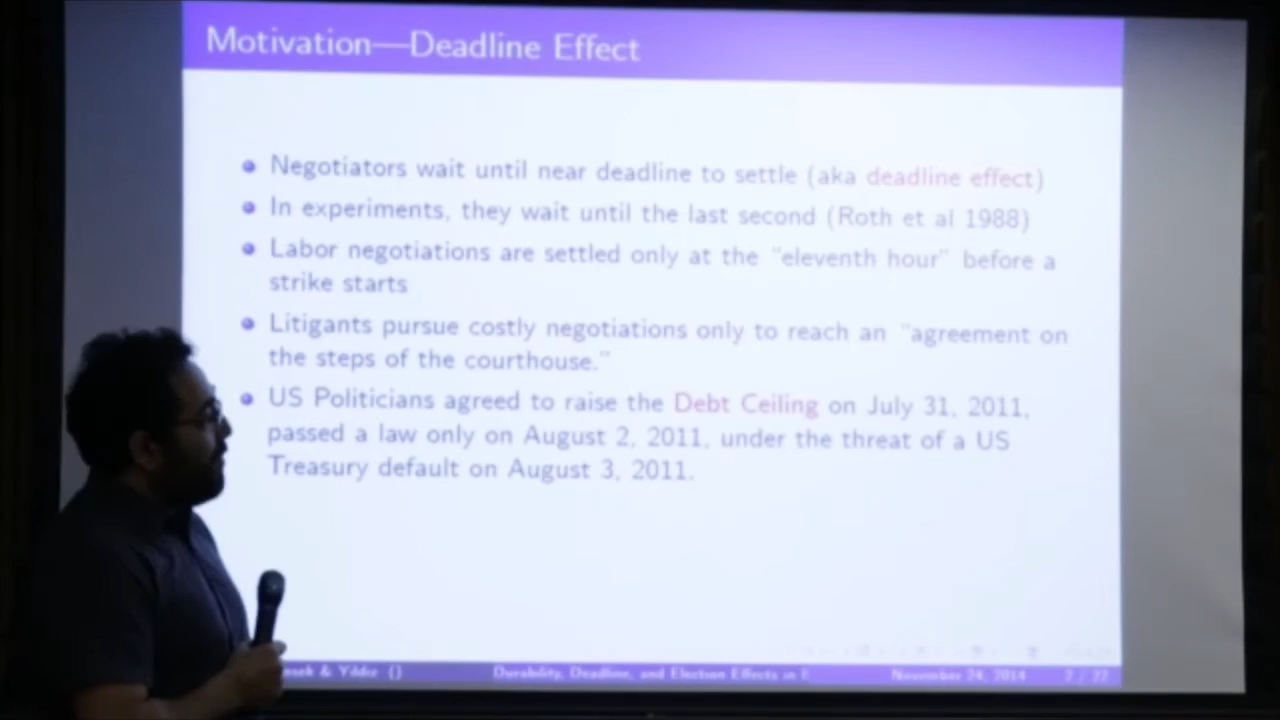 Motivation—Deadline Effect
Negotiators wait until near deadline to settle (aka deadline effect)
In experiments, they wait until the last second (Roth et al 1988)
Labor negotiations are settled only at the "eleventh hour" before a
strike starts
Litigants pursue costly negotiations only to reach an "agreement on
the steps of the courthouse."
US Politicians agreed to raise the Debt Ceiling on July 31, 2011,
passed a law only on August 2, 2011, under the threat of a US
Treasury default on August 3, 2011.
& Yildiz () Durability, Deadline, and Election Effects in B November 24, 2014 / 77